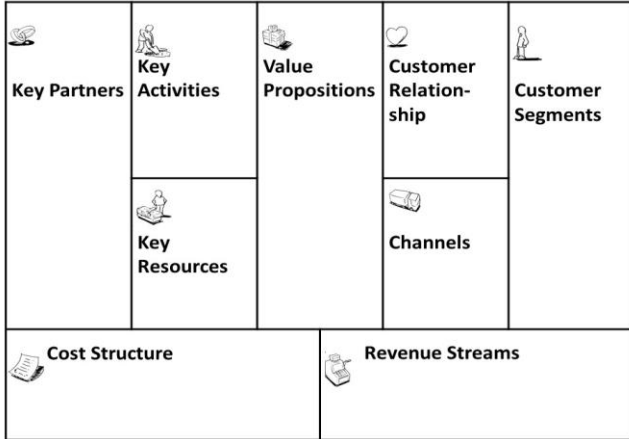 Key Partners
Key
Activities
Key
Resources
Value
Propositions
Customer
Relation-
ship
Channels
Customer
Segments
Cost Structure
Revenue Streams